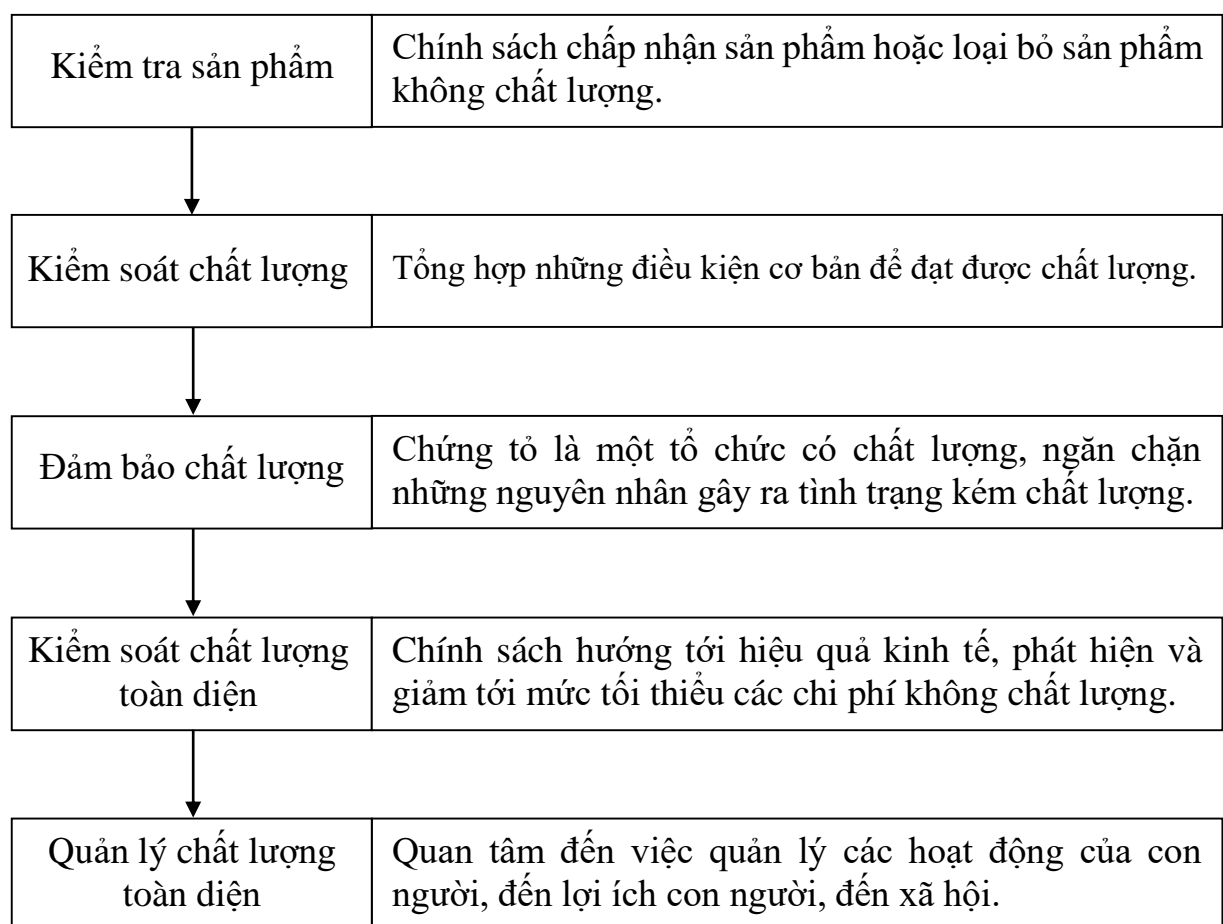 Kiểm tra sản phẩm
Chính sách chấp nhận sản phẩm hoặc loại bỏ sản phẩm
không chất lượng.
Kiểm soát chất lượng
Tổng hợp những điều kiện cơ bản để đạt được chất lượng.
Đảm bảo chất lượng
Chứng tỏ là một tổ chức có chất lượng, ngăn chặn
những nguyên nhân gây ra tình trạng kém chất lượng.
Kiểm soát chất lượng
toàn diện
Chính sách hướng tới hiệu quả kinh tế, phát hiện và
giảm tới mức tối thiểu các chi phí không chất lượng.
Quản lý chất lượng
toàn diện
Quan tâm đến việc quản lý các hoạt động của con
người, đến lợi ích con người, đến xã hội.